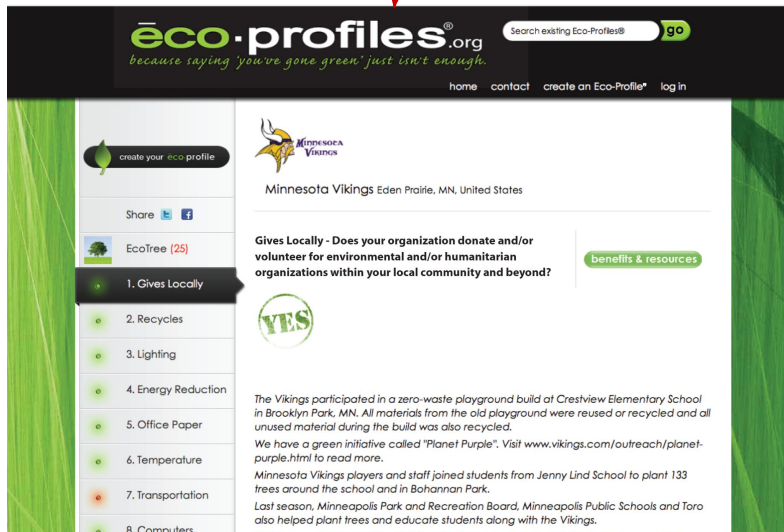 ēco·profiles®.org
because saying 'you've gone green' just isn't enough.
Search existing Eco-Profiles®
go
home contact create an Eco-Profile® log in
create your ēco·profile
Share
EcoTree (25)
1. Gives Locally
2. Recycles
3. Lighting
4. Energy Reduction
5. Office Paper
6. Temperature
7. Transportation
8. Computers
MINNESOTA
VIKINGS
Minnesota Vikings Eden Prairie, MN, United States
Gives Locally - Does your organization donate and/or
volunteer for environmental and/or humanitarian
organizations within your local community and beyond?
benefits & resources
YES
The Vikings participated in a zero-waste playground build at Crestview Elementary School
in Brooklyn Park, MN. All materials from the old playground were reused or recycled and all
unused material during the build was also recycled.
We have a green initiative called "Planet Purple". Visit www.vikings.com/outreach/planet-
purple.html to read more.
Minnesota Vikings players and staff joined students from Jenny Lind School to plant 133
trees around the school and in Bohannan Park.
Last season, Minneapolis Park and Recreation Board, Minneapolis Public Schools and Toro
also helped plant trees and educate students along with the Vikings.